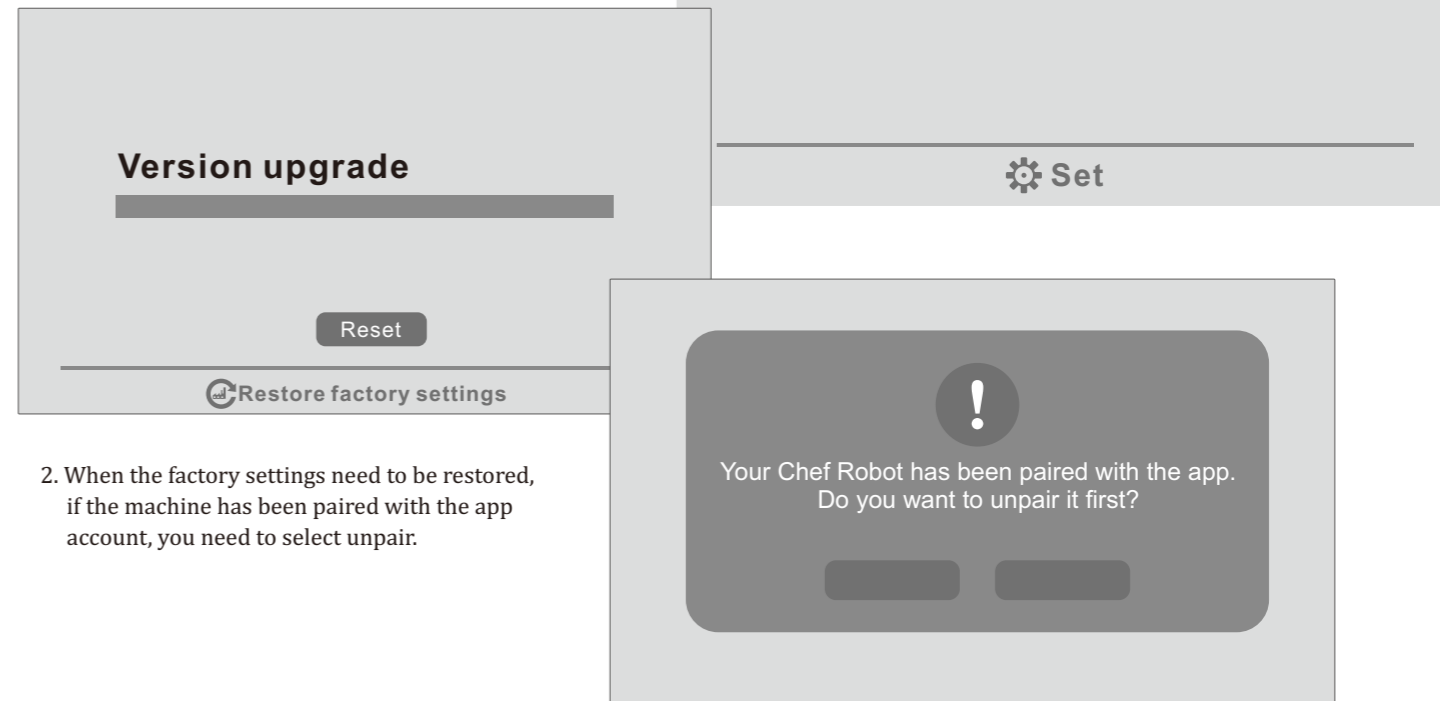 Version upgrade
Reset
Restore factory settings
Set
2. When the factory settings need to be restored,
if the machine has been paired with the app
account, you need to select unpair.
!
Your Chef Robot has been paired with the app.
Do you want to unpair it first?